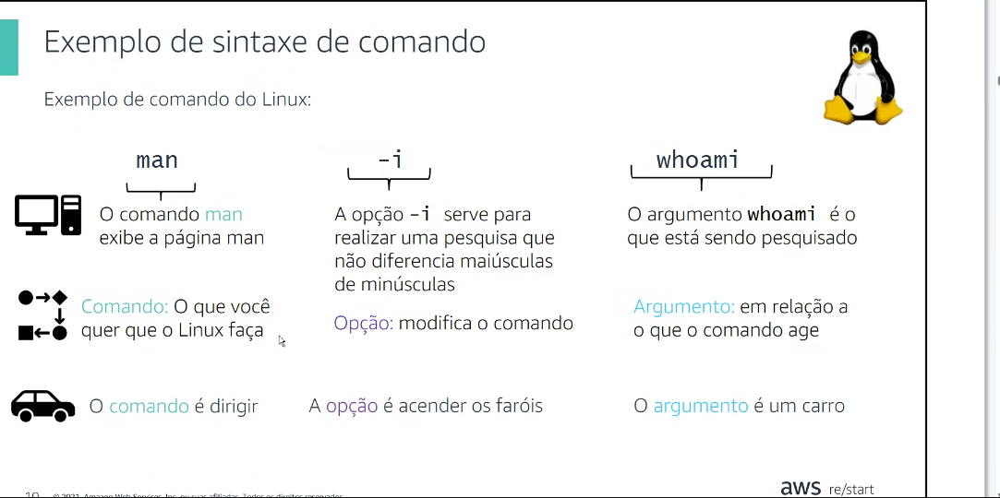 Exemplo de sintaxe de comando
Exemplo de comando do Linux:
man
-i
whoami
O comando man
exibe a página man
A opção -i serve para
realizar uma pesquisa que
não diferencia maiúsculas
de minúsculas
O argumento whoami é o
que está sendo pesquisado
Comando: O que você
quer que o Linux faça
Opção: modifica o comando
Argumento: em relação a
o que o comando age
O comando é dirigir
A opção é acender os faróis
O argumento é um carro
10 © 2021, Amazon Web Services, Inc. ou suas afiliadas. Todos os direitos reservados.
aws re/start